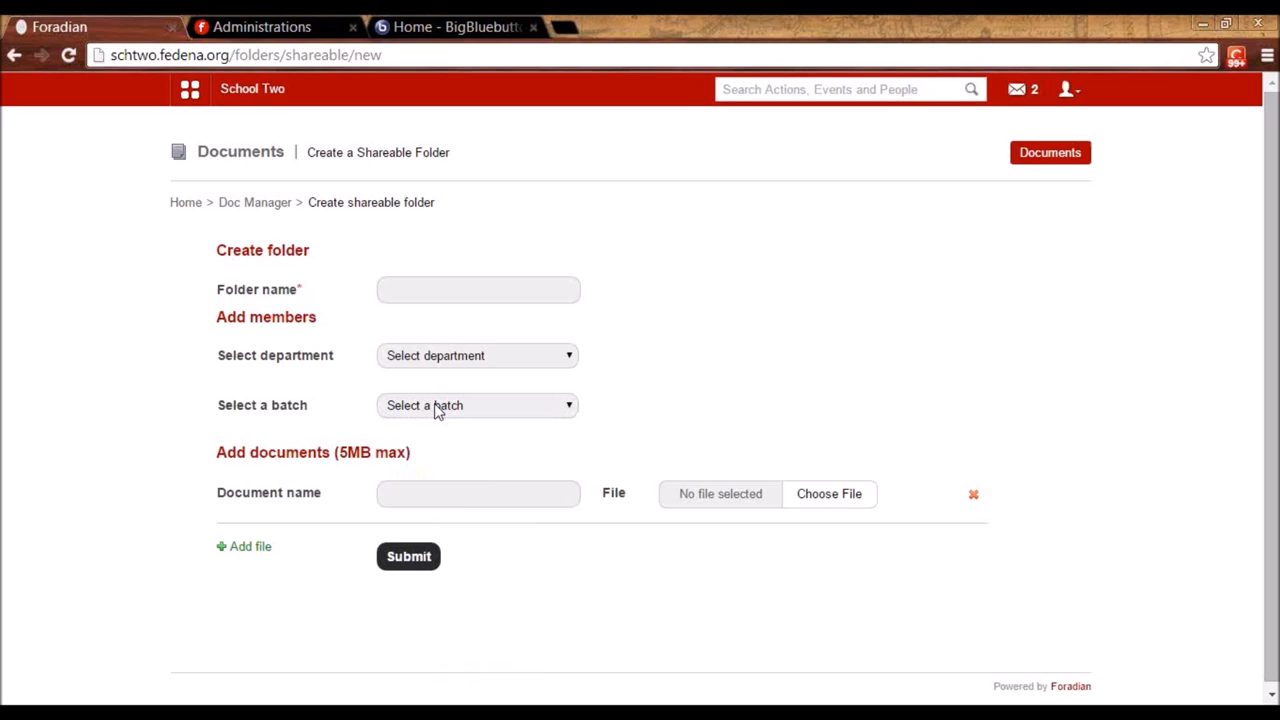 Foradian
Administrations
Home - BigBluebutt
schtwo.fedena.org/folders/shareable/new
99+
School Two
Search Actions, Events and People
2
Documents | Create a Shareable Folder
Documents
Home > Doc Manager > Create shareable folder
Create folder
Folder name*
Add members
Select department
Select department
Select a batch
Select a batch
Add documents (5MB max)
Document name
File
No file selected
Choose File
Add file
Submit
Powered by Foradian